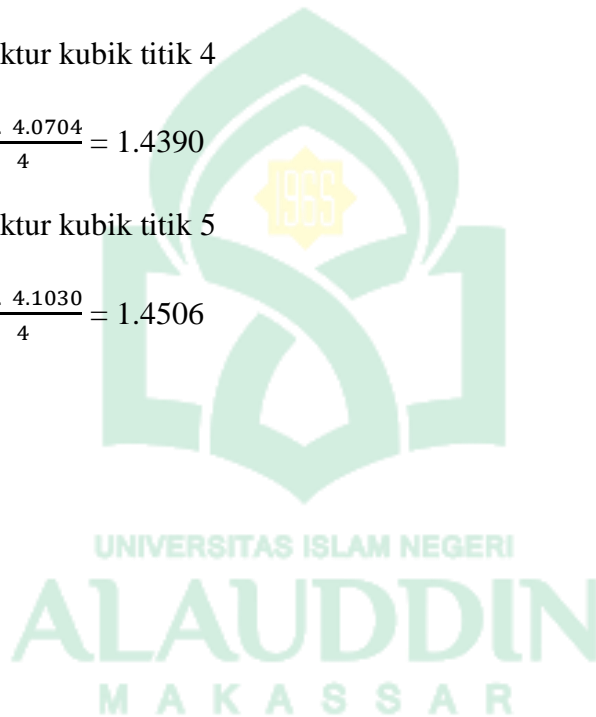 ktur kubik titik 4
. 4.0704
4
= 1.4390
ktur kubik titik 5
. 4.1030
4
= 1.4506
1965
UNIVERSITAS ISLAM NEGERI
ALAUDDIN
MAKASSAR